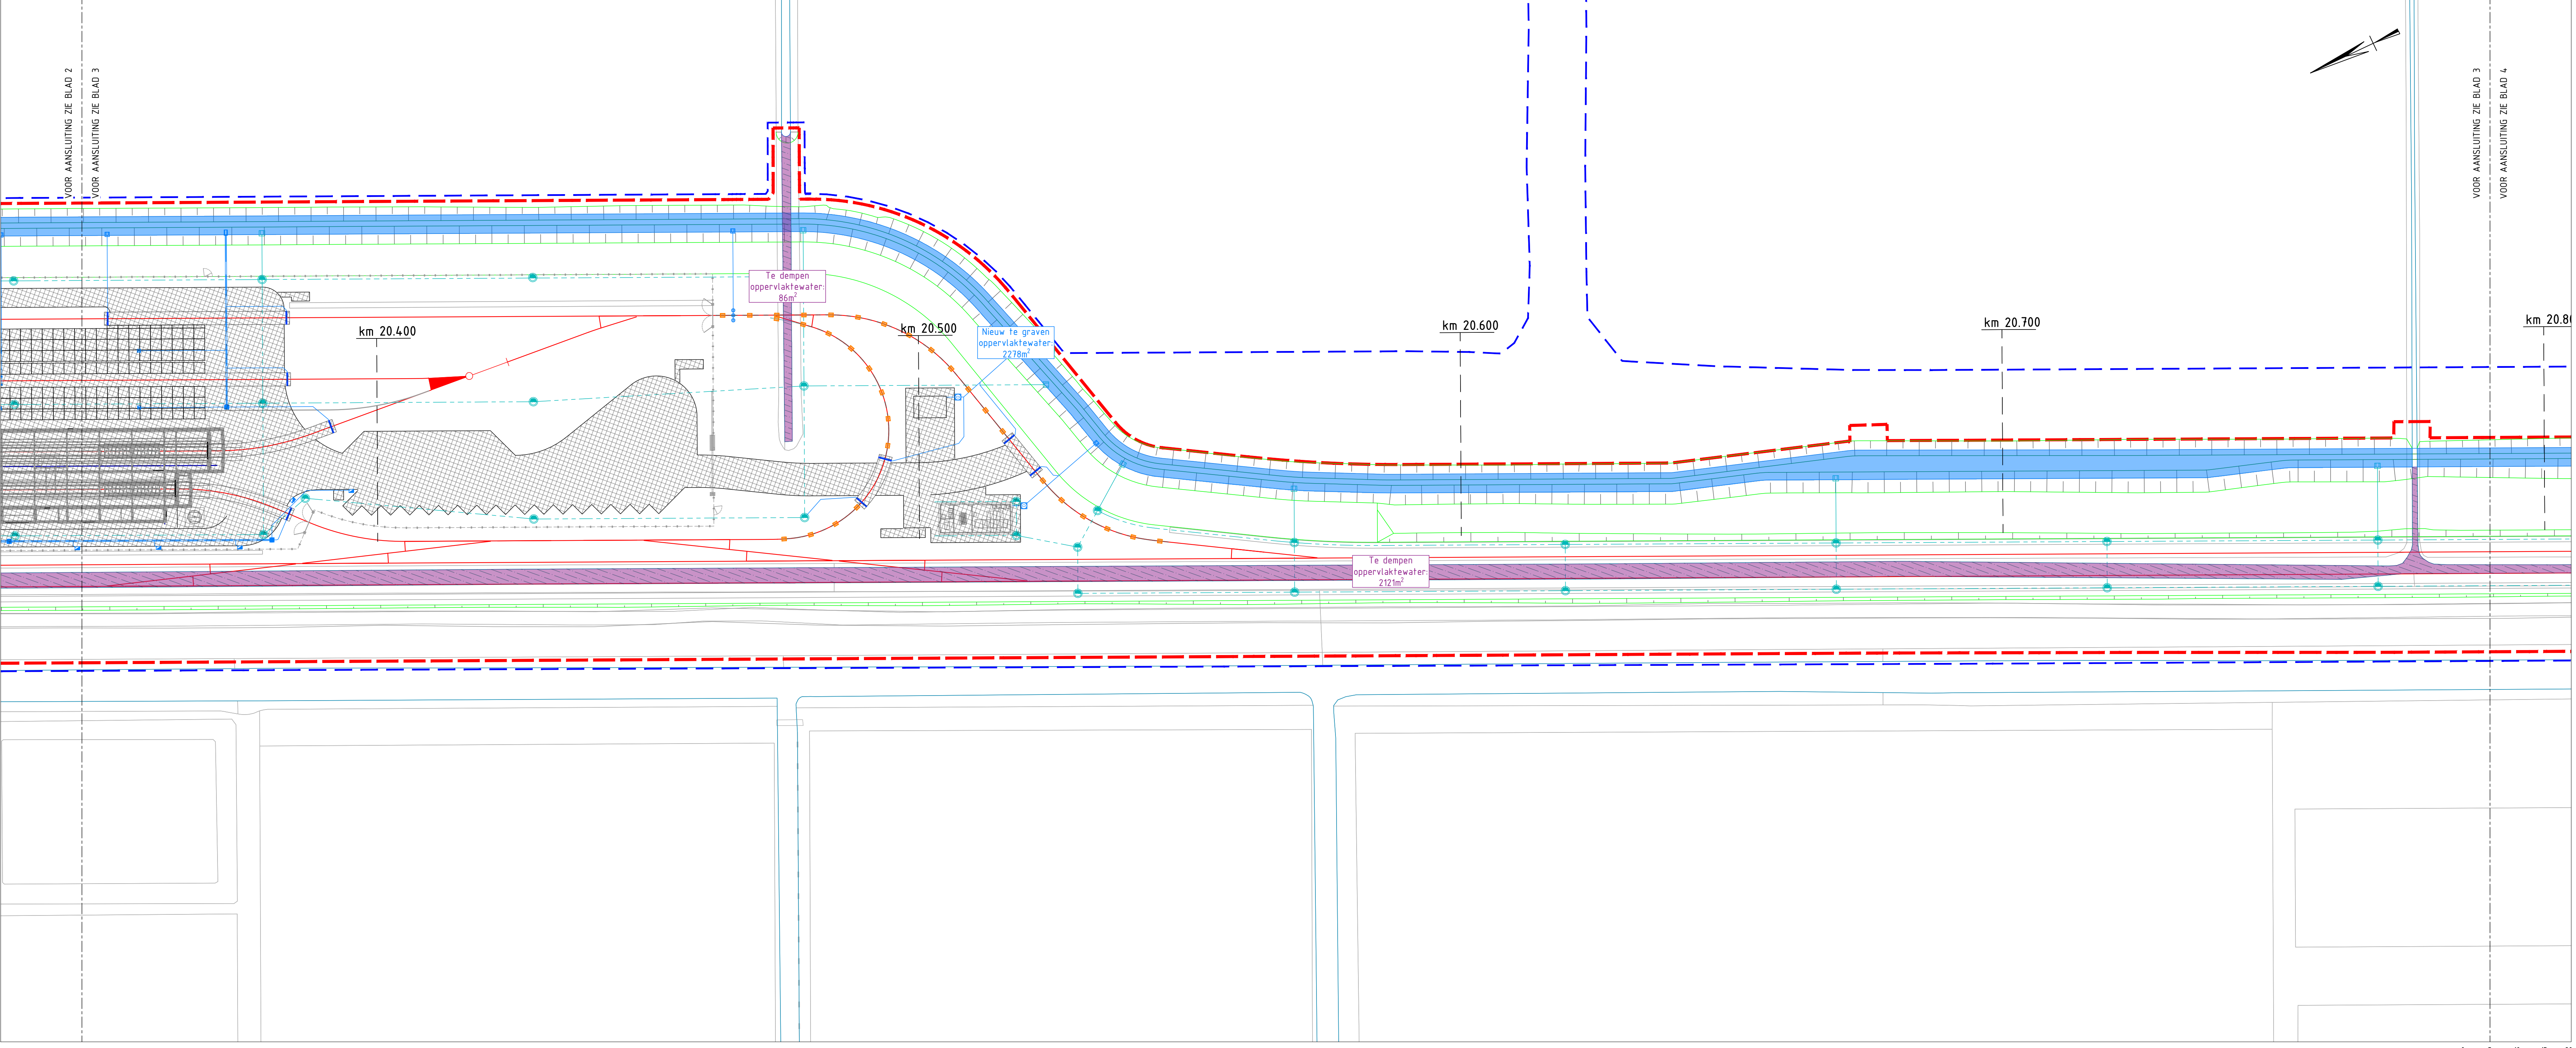 VOOR AANSLUITING ZIE BLAD 2
VOOR AANSLUITING ZIE BLAD 3
VOOR AANSLUITING ZIE BLAD 3
VOOR AANSLUITING ZIE BLAD 4
Te dempen
oppervlaktewater:
86m²
km 20.400
km 20.500
Nieuw te graven
oppervlaktewater:
2278m²
km 20.600
km 20.700
km 20.80
Te dempen
oppervlaktewater:
2121m²